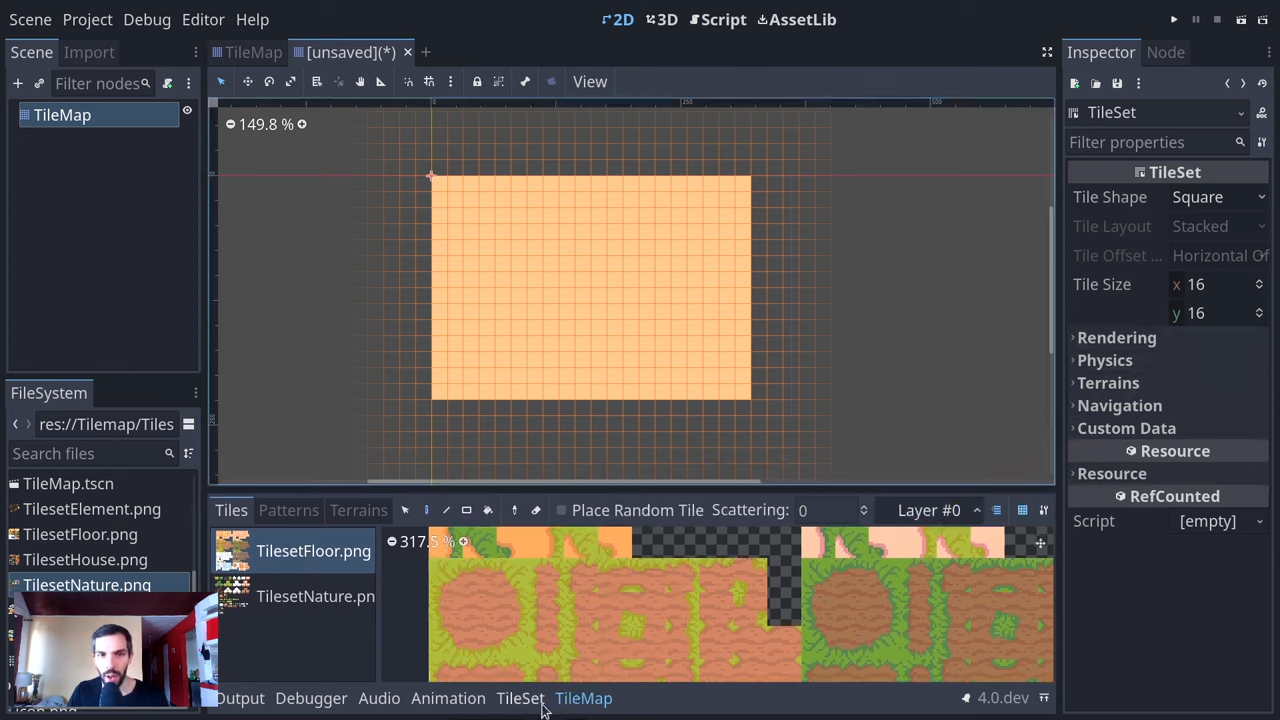 Scene Project Debug Editor Help 2D 3D Script AssetLib
Scene Import TileMap [unsaved](*) Inspector Node
Filter nodes View
TileMap
149.8 %
0 250 500
TileSet
Filter properties
TileSet
Tile Shape Square
Tile Layout Stacked
Tile Offset ... Horizontal Of
Tile Size x 16
y 16
Rendering
Physics
Terrains
Navigation
Custom Data
Resource
Resource
RefCounted
Script [empty]
FileSystem
res://Tilemap/Tiles
Search files
TileMap.tscn
TilesetElement.png
TilesetFloor.png
TilesetHouse.png
TilesetNature.png
Tiles Patterns Terrains Place Random Tile Scattering: 0 Layer #0
TilesetFloor.png
TilesetNature.pn
317.5 %
Output Debugger Audio Animation TileSet TileMap 4.0.dev